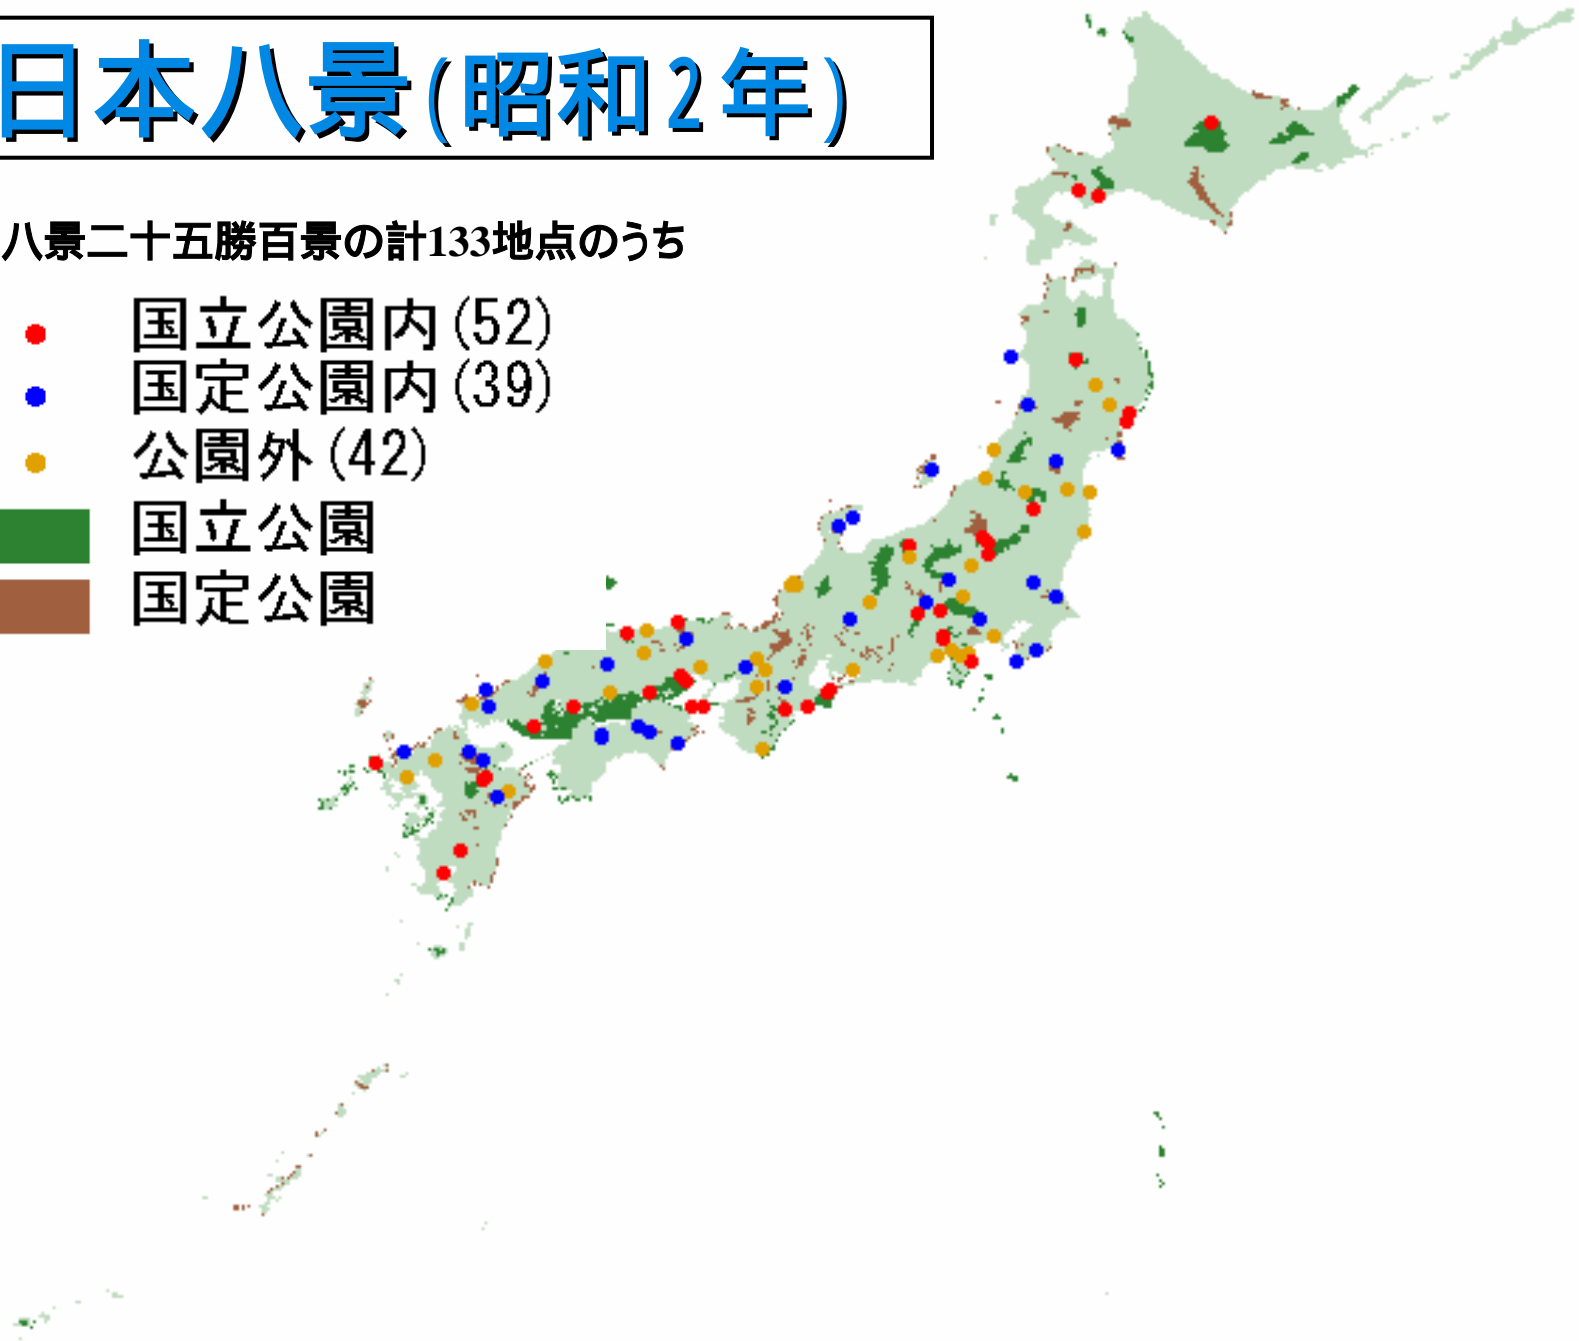 日本八景(昭和2年)
八景二十五勝百景の計133地点のうち
国立公園内(52)
国定公園内(39)
公園外(42)
国立公園
国定公園